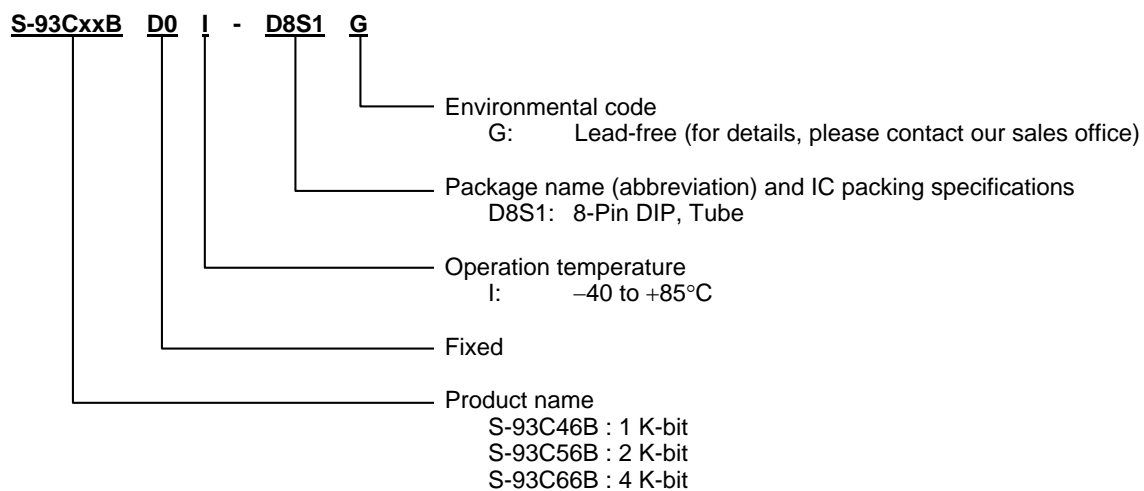 S-93CxxB D0 I - D8S1 G
Environmental code
G: Lead-free (for details, please contact our sales office)
Package name (abbreviation) and IC packing specifications
D8S1: 8-Pin DIP, Tube
Operation temperature
I: −40 to +85°C
Fixed
Product name
S-93C46B : 1 K-bit
S-93C56B : 2 K-bit
S-93C66B : 4 K-bit